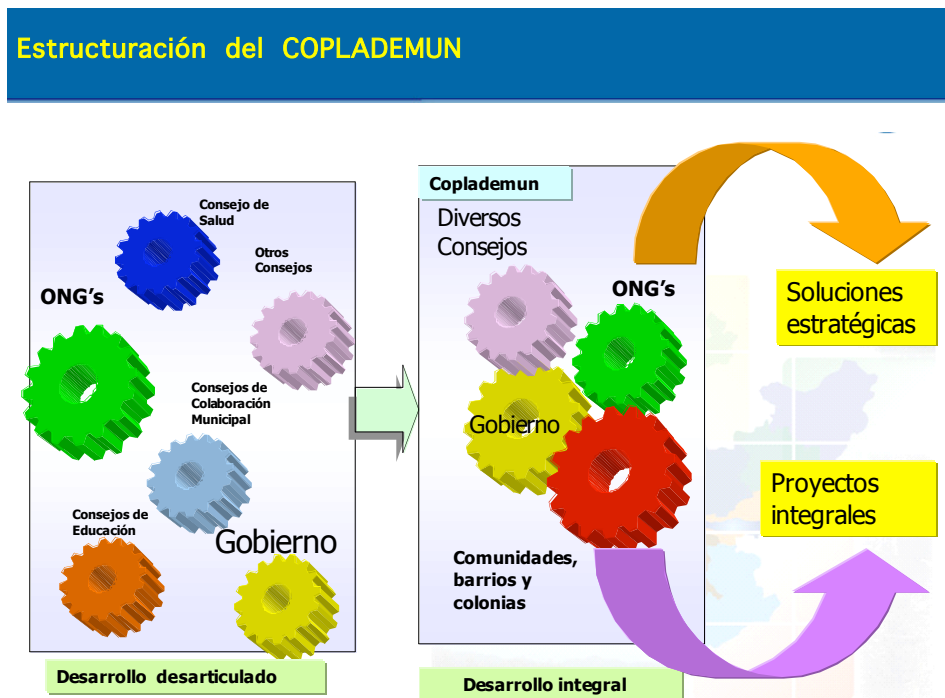 Estructuración del COPLADEMUN
Consejo de
Salud
Otros
Consejos
ONG's
Consejos de
Colaboración
Municipal
Consejos de
Educación
Gobierno
Desarrollo desarticulado
Coplademun
Diversos
Consejos
ONG's
Gobierno
Comunidades,
barrios y
colonias
Desarrollo integral
Soluciones
estratégicas
Proyectos
integrales